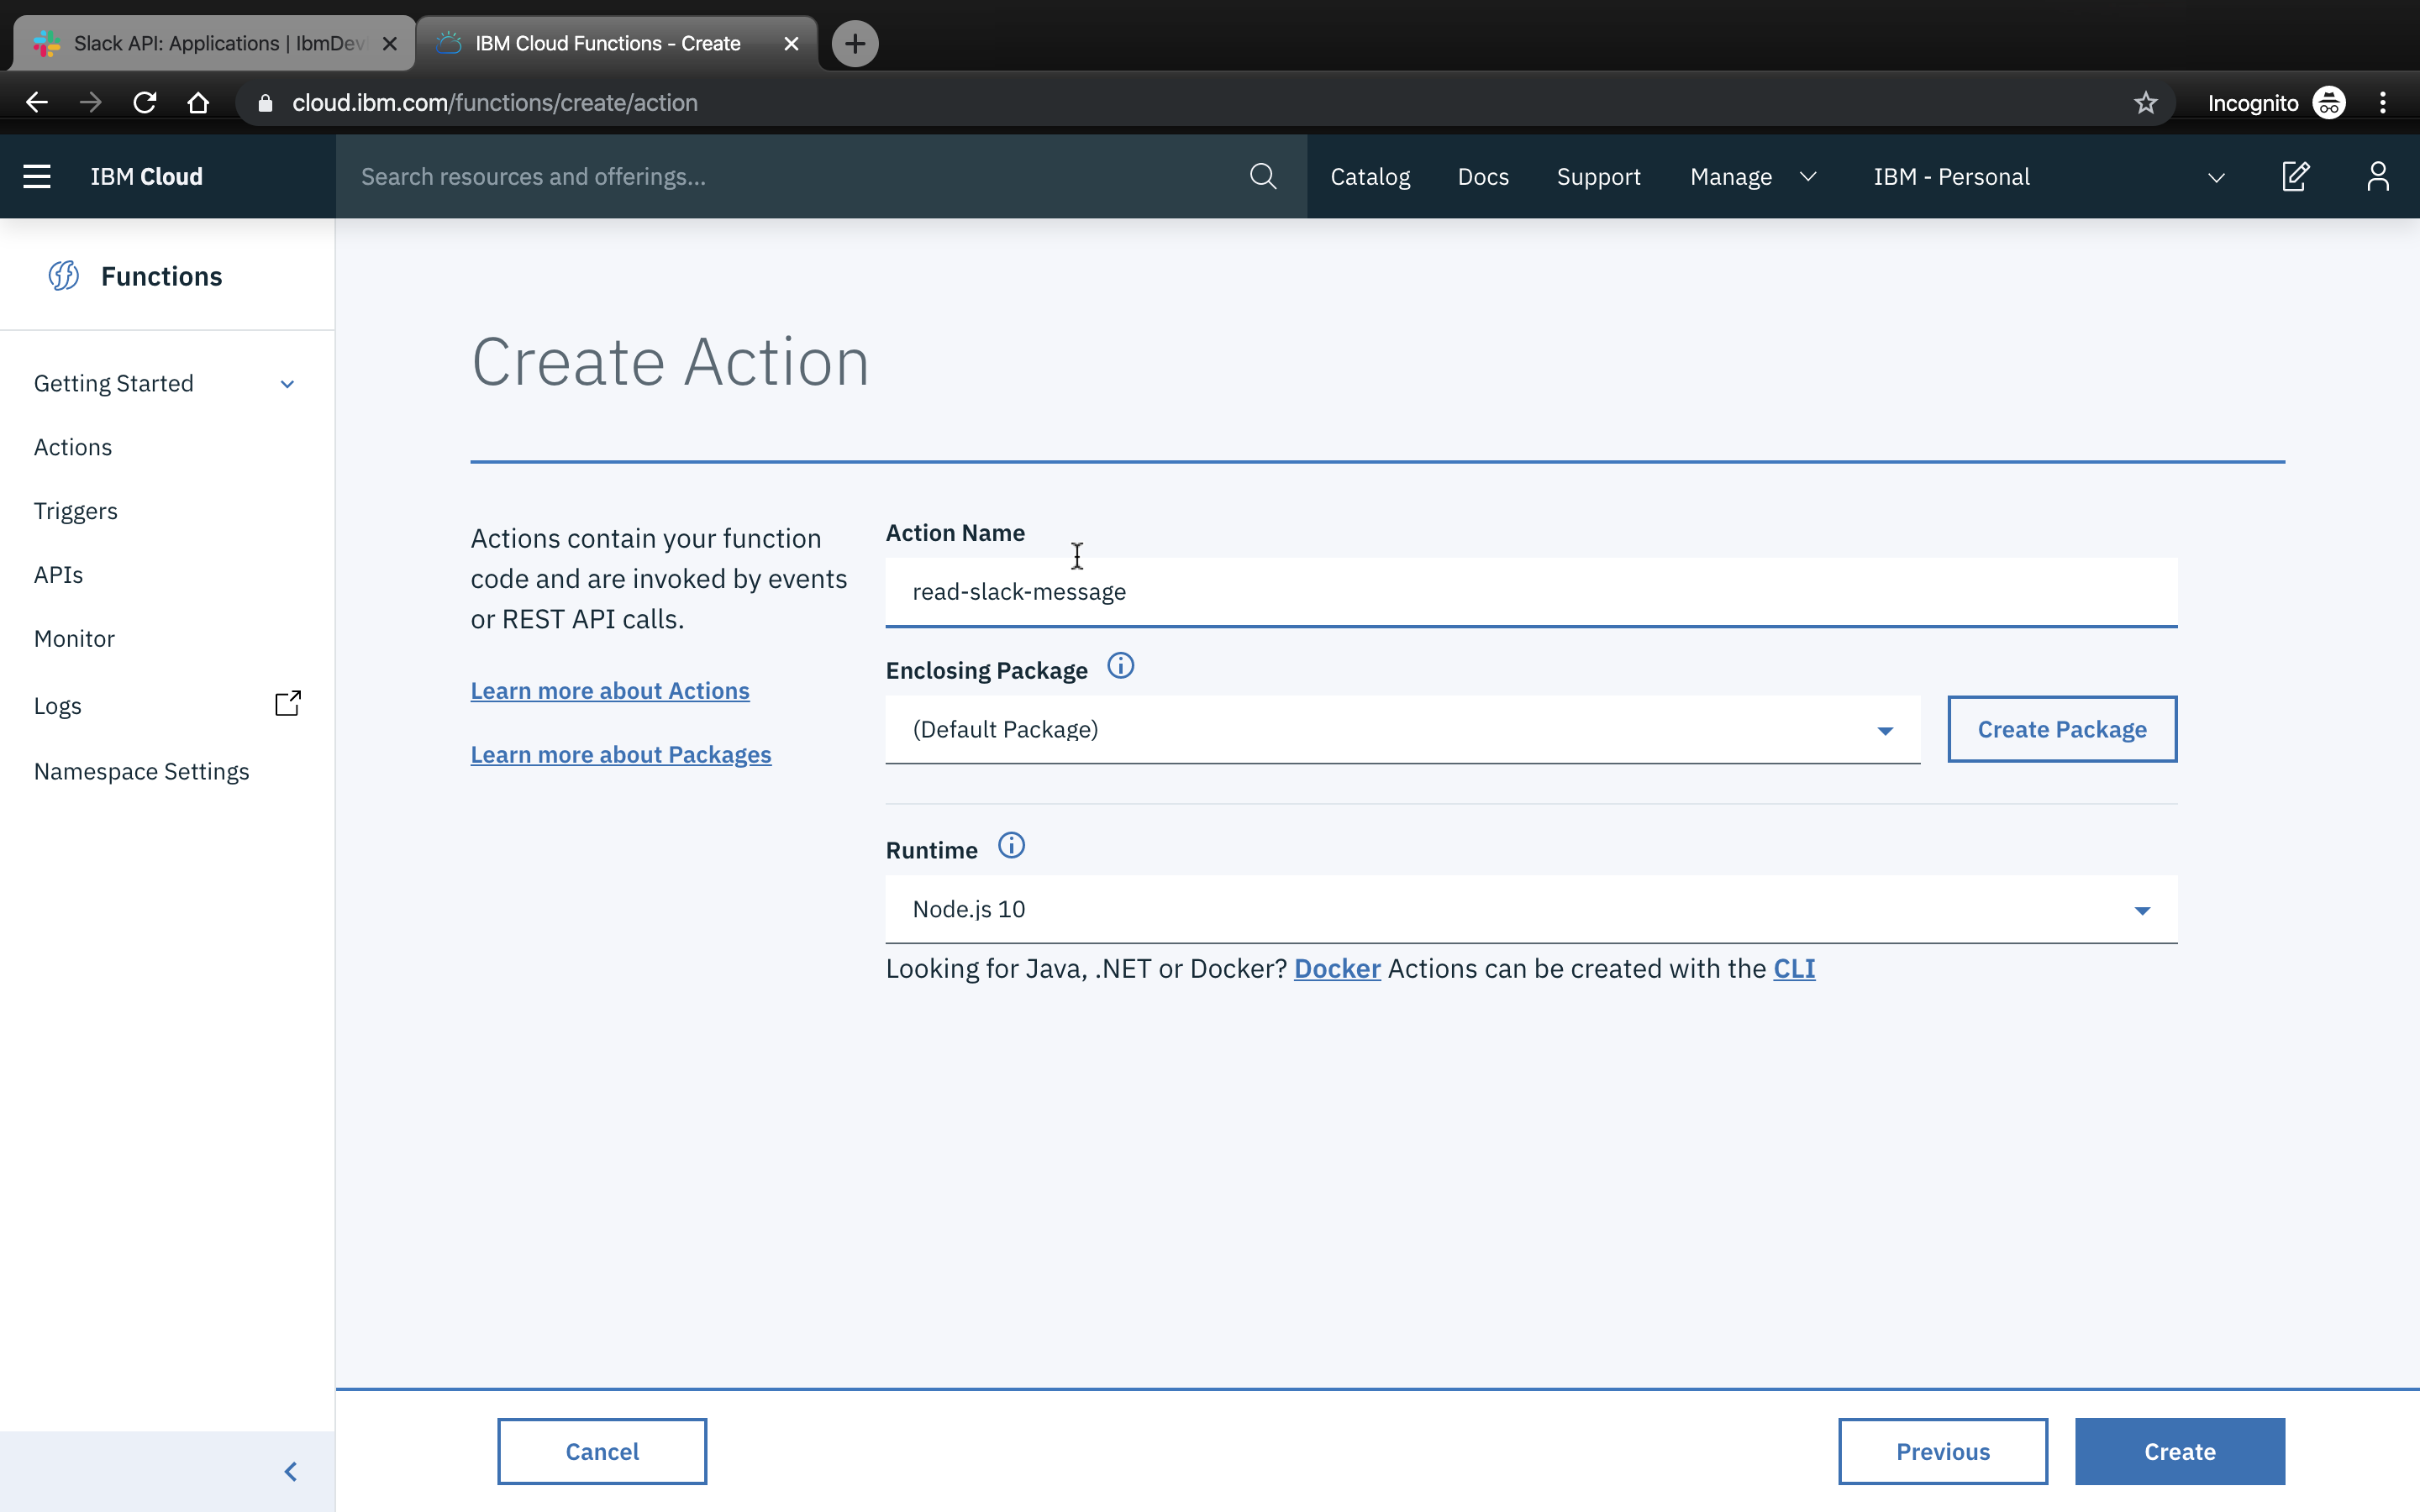 Slack API: Applications | IbmDev
IBM Cloud Functions - Create
cloud.ibm.com/functions/create/action
Incognito
IBM Cloud
Search resources and offerings...
Catalog
Docs
Support
Manage
IBM - Personal
Functions
Getting Started
Actions
Triggers
APIs
Monitor
Logs
Namespace Settings
Create Action
Actions contain your function
code and are invoked by events
or REST API calls.
Learn more about Actions
Learn more about Packages
Action Name
read-slack-message
Enclosing Package
(Default Package)
Create Package
Runtime
Node.js 10
Looking for Java, .NET or Docker? Docker Actions can be created with the CLI
Cancel
Previous
Create